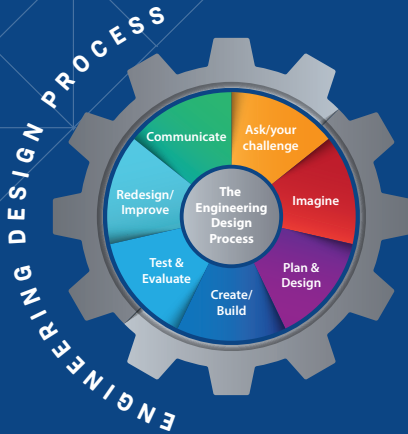 ENGINEERING DESIGN PROCESS
The
Engineering
Design
Process
Ask/your
challenge
Imagine
Plan &
Design
Create/
Build
Test &
Evaluate
Redesign/
Improve
Communicate